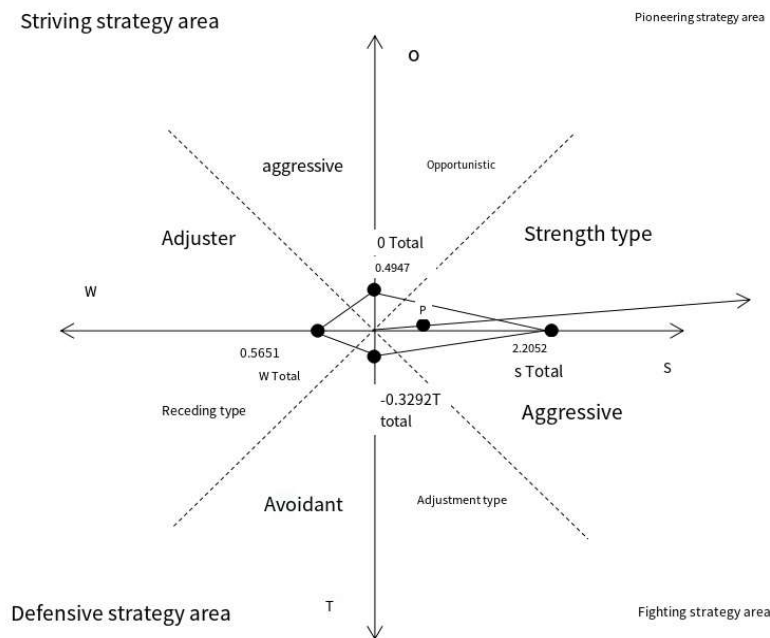 Striving strategy area
Pioneering strategy area
O
aggressive
Opportunistic
Adjuster
Strength type
0 Total
0.4947
W
P
0.5651
2.2052
W Total
s Total
S
-0.3292T
total
Receding type
Aggressive
Avoidant
Adjustment type
T
Defensive strategy area
Fighting strategy area